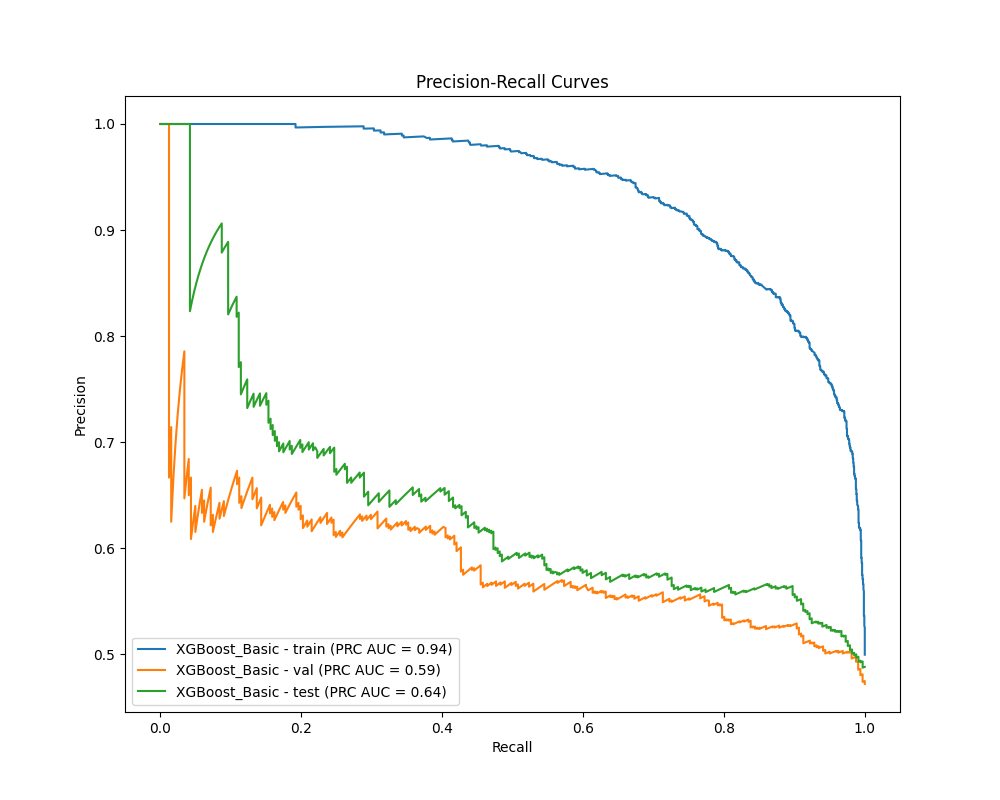 Precision-Recall Curves
1.0
0.9
0.8
0.7
0.6
0.5
Precision
XGBoost_Basic - train (PRC AUC = 0.94)
XGBoost_Basic - val (PRC AUC = 0.59)
XGBoost_Basic - test (PRC AUC = 0.64)
0.0 0.2 0.4 0.6 0.8 1.0
Recall